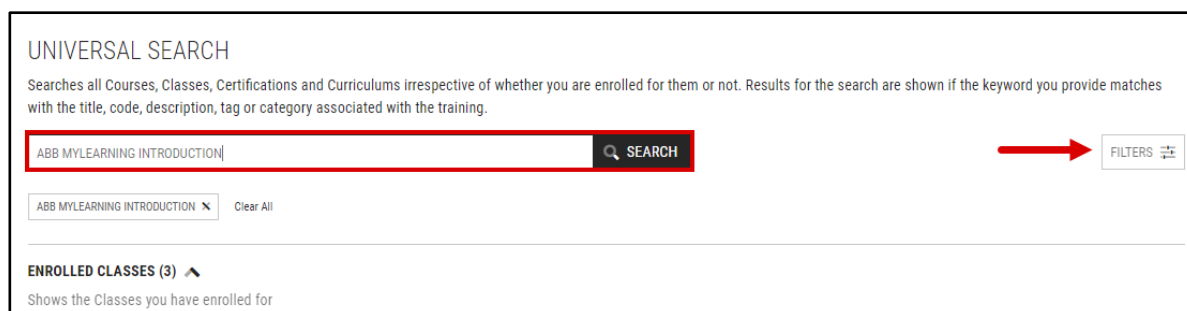 UNIVERSAL SEARCH
Searches all Courses, Classes, Certifications and Curriculums irrespective of whether you are enrolled for them or not. Results for the search are shown if the keyword you provide matches
with the title, code, description, tag or category associated with the training.
ABB MYLEARNING INTRODUCTION SEARCH FILTERS
ABB MYLEARNING INTRODUCTION Clear All
ENROLLED CLASSES (3)
Shows the Classes you have enrolled for